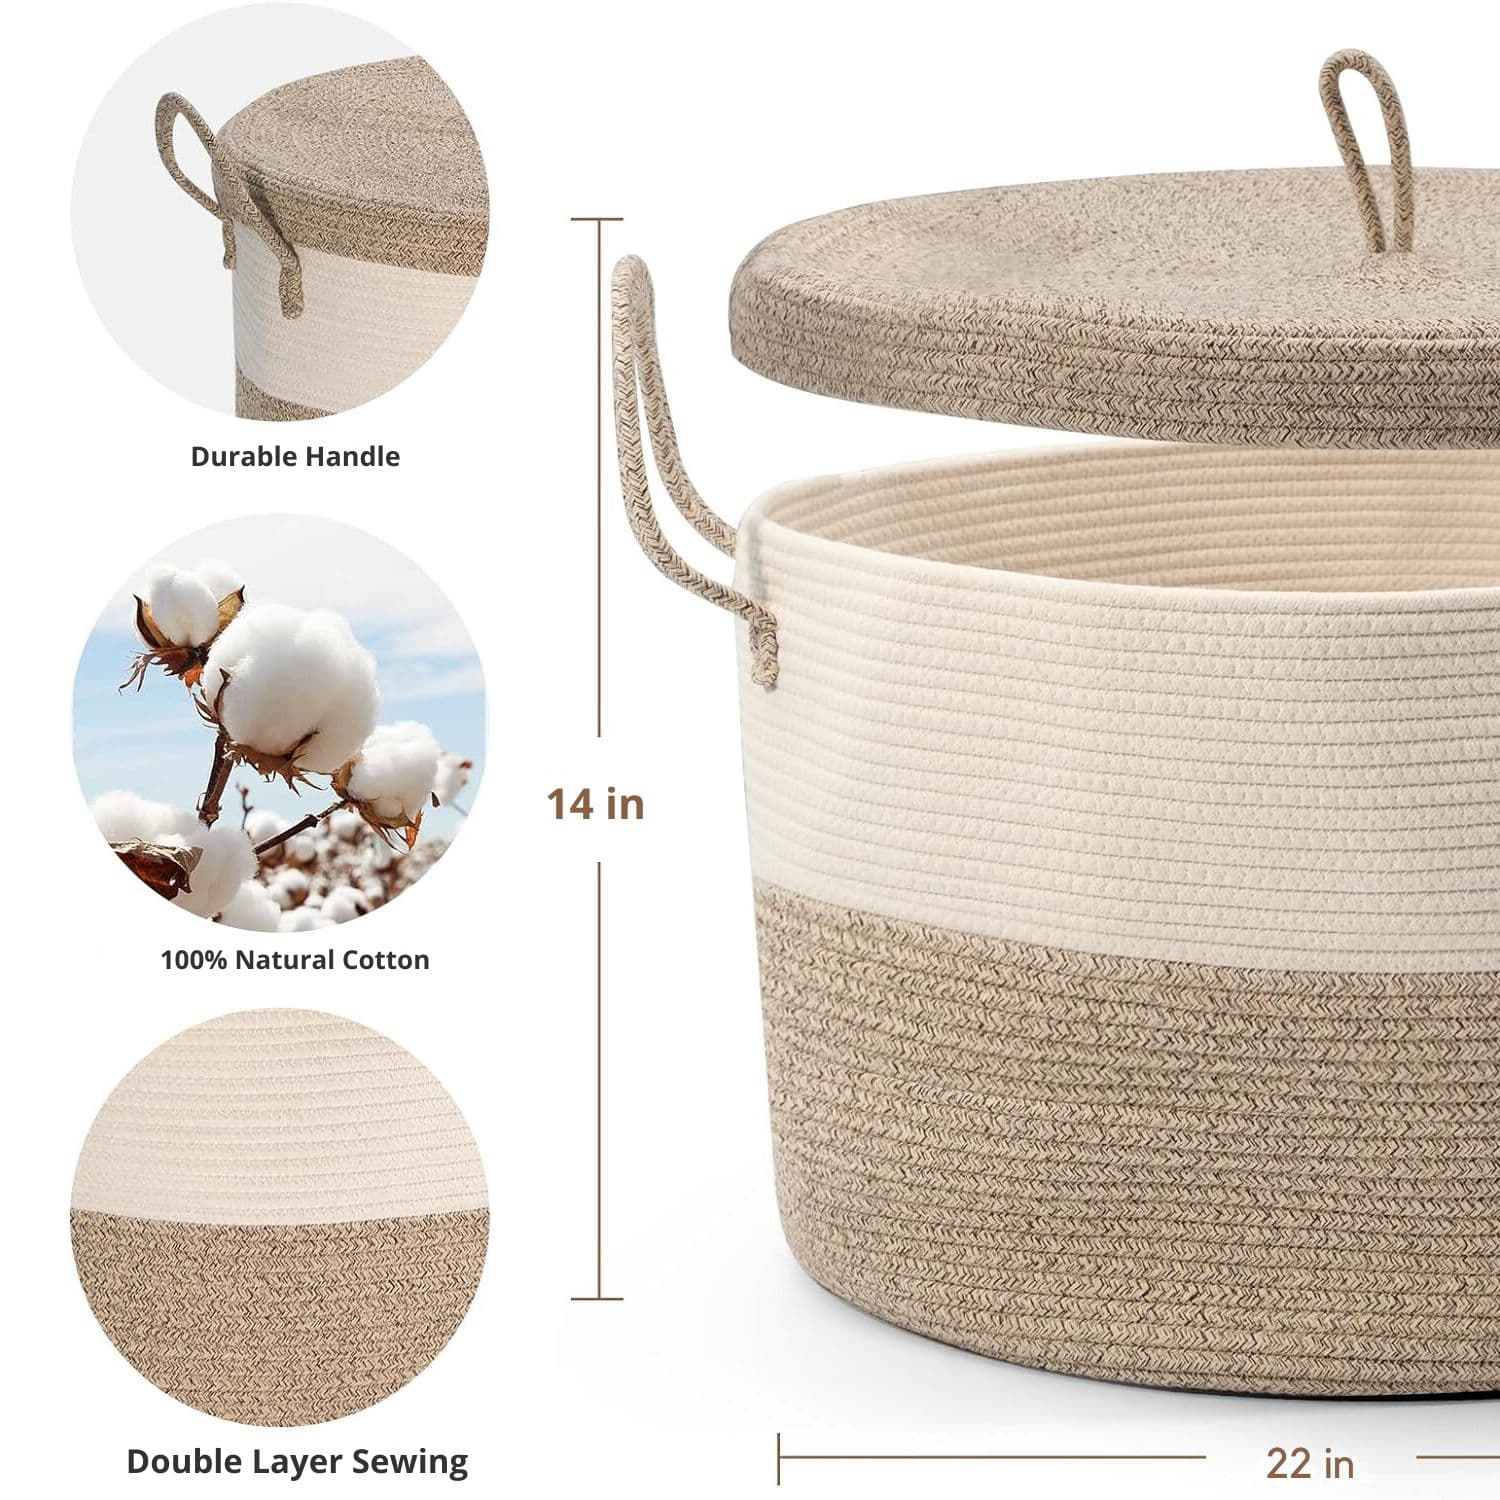 Durable Handle
14 in
100% Natural Cotton
Double Layer Sewing
22 in